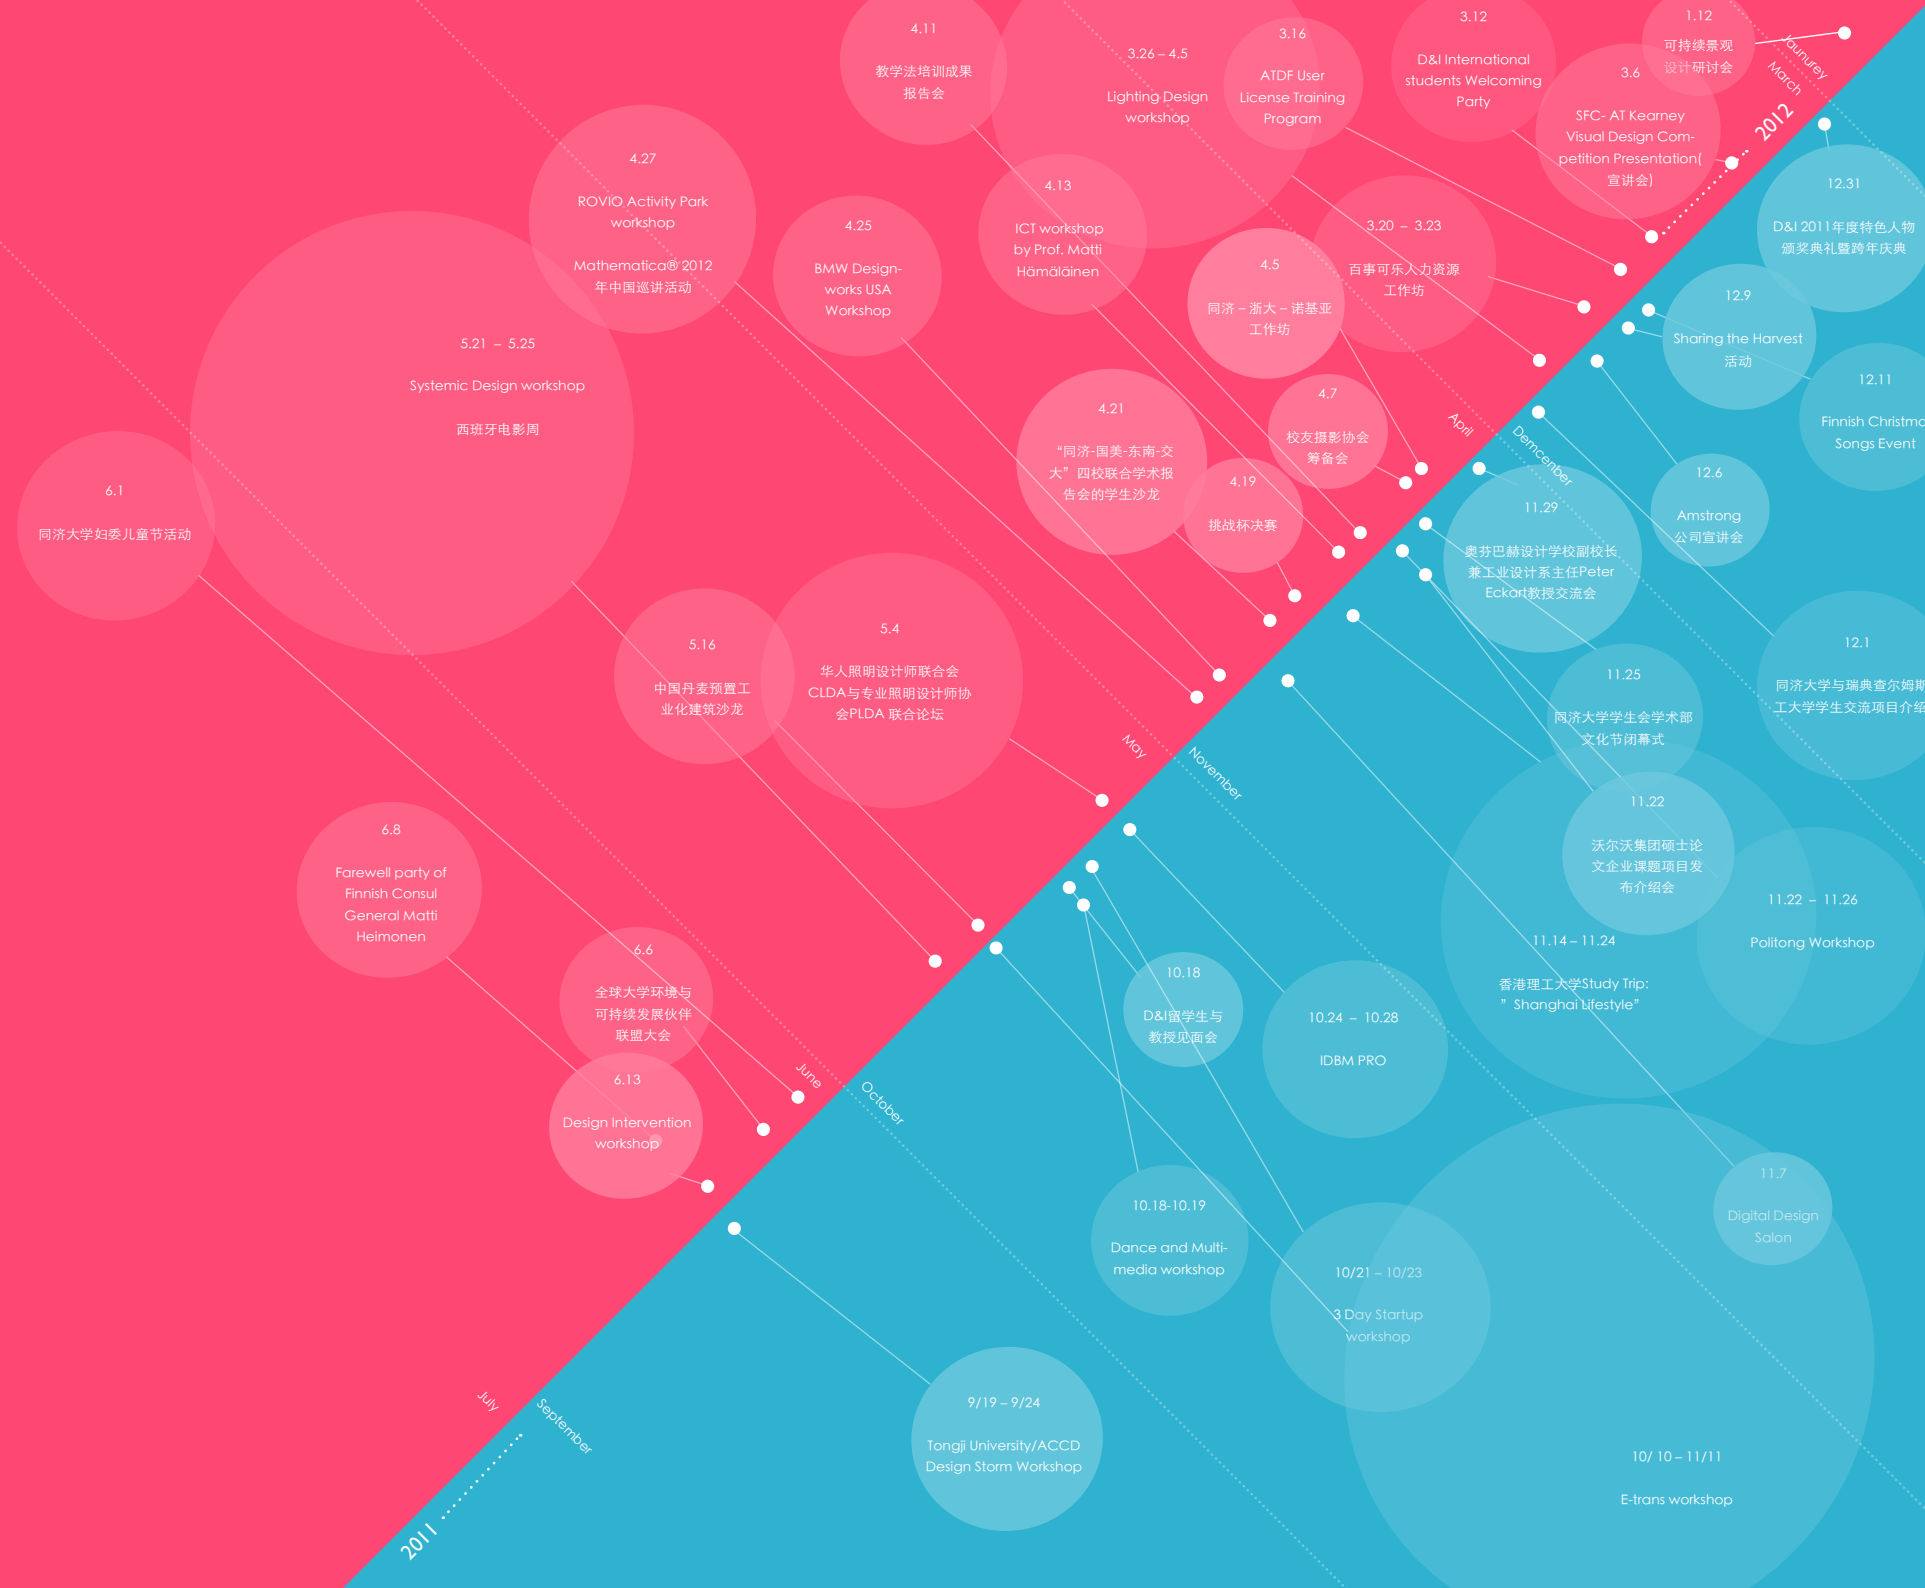 4.11
教学法培训成果
报告会
3.26 – 4.5
Lighting Design
workshop
3.16
ATDF User
License Training
Program
3.12
D&I International
students Welcoming
Party
1.12
可持续景观
设计研讨会
3.6
SFC- AT Kearney
Visual Design Com-
petition Presentation(
宣讲会)
Jaunurey
March
2012
4.27
ROVIO Activity Park
workshop
Mathematica® 2012
年中国巡讲活动
4.25
BMW Design-
works USA
Workshop
4.13
ICT workshop
by Prof. Matti
Hämäläinen
4.5
同济 – 浙大 – 诺基亚
工作坊
3.20 – 3.23
百事可乐人力资源
工作坊
12.31
D&I 2011年度特色人物
颁奖典礼暨跨年庆典
12.9
Sharing the Harvest
活动
12.11
Finnish Christma
Songs Event
5.21 – 5.25
Systemic Design workshop
西班牙电影周
4.21
“同济-国美-东南-交
大”四校联合学术报
告会的学生沙龙
4.7
校友摄影协会
筹备会
4.19
挑战杯决赛
April
Demcenber
12.6
Amstrong
公司宣讲会
11.29
奥芬巴赫设计学校副校长
兼工业设计系主任Peter
Eckart教授交流会
6.1
同济大学妇委儿童节活动
5.16
中国丹麦预置工
业化建筑沙龙
5.4
华人照明设计师联合会
CLDA与专业照明设计师协
会PLDA 联合论坛
12.1
同济大学与瑞典查尔姆斯
工大学学生交流项目介绍
11.25
同济大学学生会学术部
文化节闭幕式
May
November
11.22
沃尔沃集团硕士论
文企业课题项目发
布介绍会
6.8
Farewell party of
Finnish Consul
General Matti
Heimonen
11.22 – 11.26
Politong Workshop
11.14 – 11.24
香港理工大学Study Trip:
”Shanghai Lifestyle”
6.6
全球大学环境与
可持续发展伙伴
联盟大会
10.18
D&I留学生与
教授见面会
10.24 – 10.28
IDBM PRO
6.13
Design Intervention
workshop
June
October
11.7
Digital Design
Salon
10.18-10.19
Dance and Multi-
media workshop
10/21 – 10/23
3 Day Startup
workshop
9/19 – 9/24
Tongji University/ACCD
Design Storm Workshop
July
September
2011
10/ 10 – 11/11
E-trans workshop